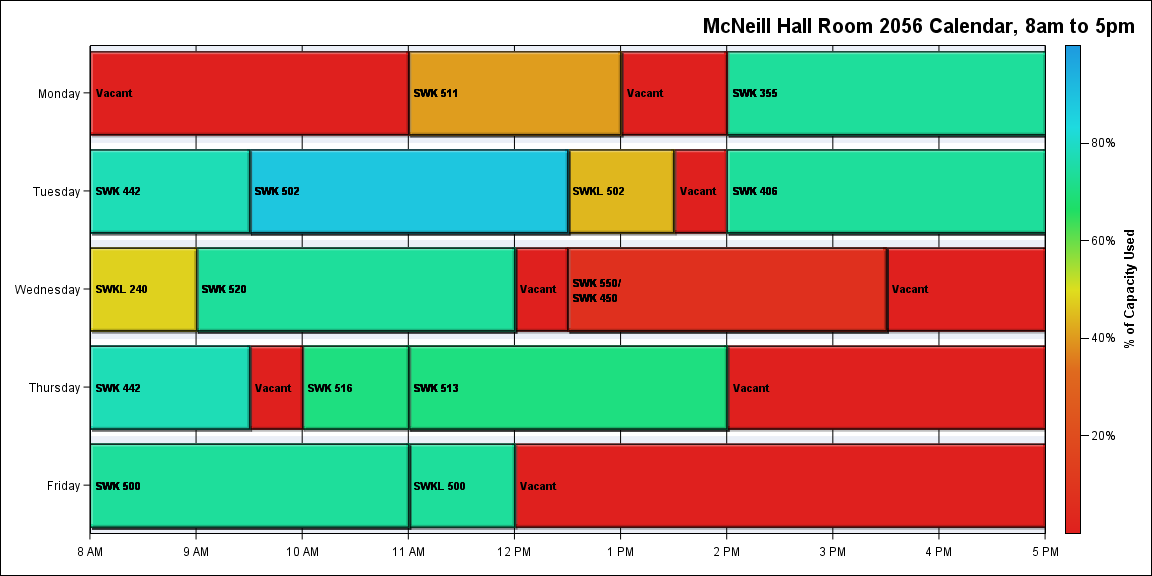 McNeill Hall Room 2056 Calendar, 8am to 5pm
Monday
Vacant
SWK 511
Vacant
SWK 355
Tuesday
SWK 442
SWK 502
SWKL 502
Vacant
SWK 406
Wednesday
SWKL 240
SWK 520
Vacant
SWK 550/
SWK 450
Vacant
Thursday
SWK 442
Vacant
SWK 516
SWK 513
Vacant
Friday
SWK 500
SWKL 500
Vacant
8 AM
9 AM
10 AM
11 AM
12 PM
1 PM
2 PM
3 PM
4 PM
5 PM
80%
60%
40%
20%
% of Capacity Used